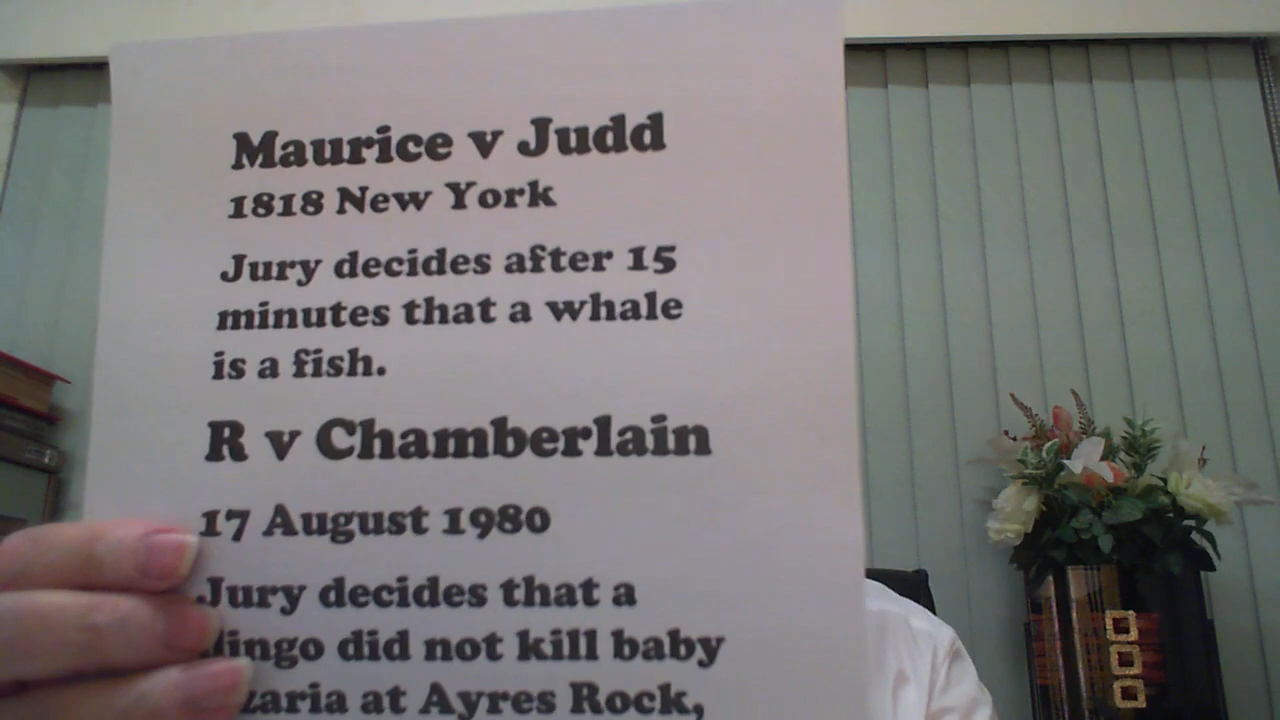 Maurice v Judd
1818 New York
Jury decides after 15
minutes that a whale
is a fish.
R v Chamberlain
17 August 1980
Jury decides that a
dingo did not kill baby
zaria at Ayres Rock,